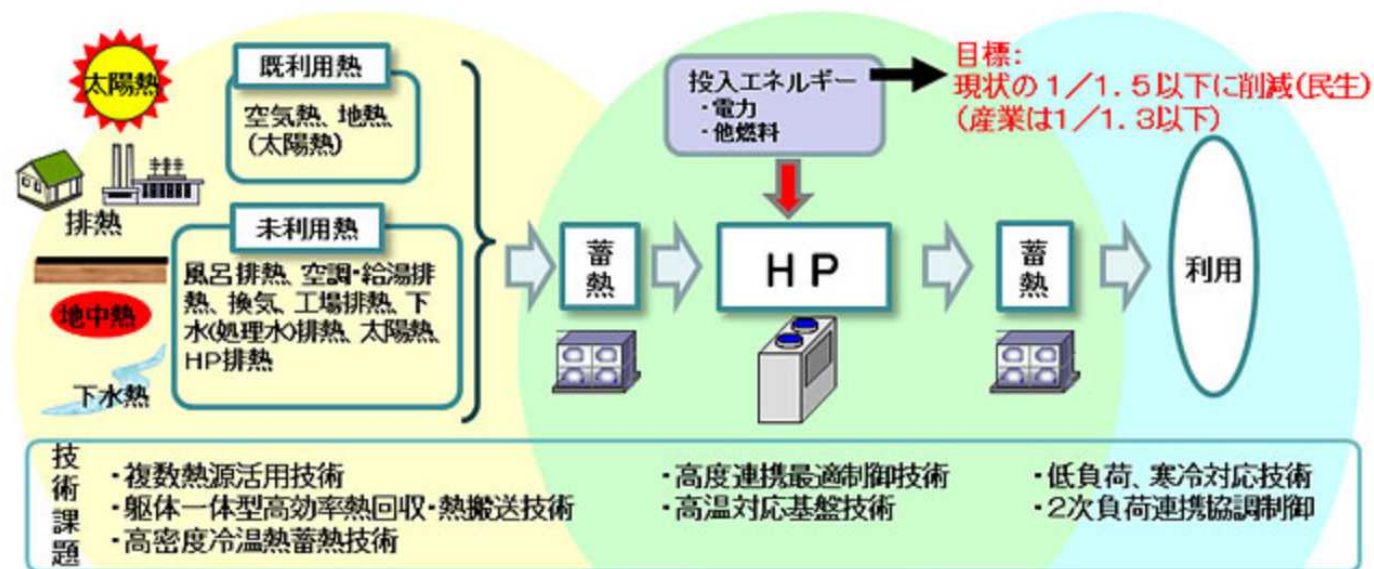 太陽熱
排熱
地中熱
下水熱
既利用熱
空気熱、地熱、
(太陽熱)
未利用熱
風呂排熱、空調・給湯排
熱、換気、工場排熱、下
水(処理水)排熱、太陽熱、
HP排熱
蓄熱
投入エネルギー
・電力
・他燃料
HP
目標:
現状の1/1.5以下に削減(民生)
(産業は1/1.3以下)
蓄熱
利用
技術課題
・複数熱源活用技術
・躯体一体型高効率熱回収・熱搬送技術
・高密度冷温熱蓄熱技術
・高度連携最適制御技術
・高温対応基盤技術
・低負荷、寒冷対応技術
・2次負荷連携協調制御